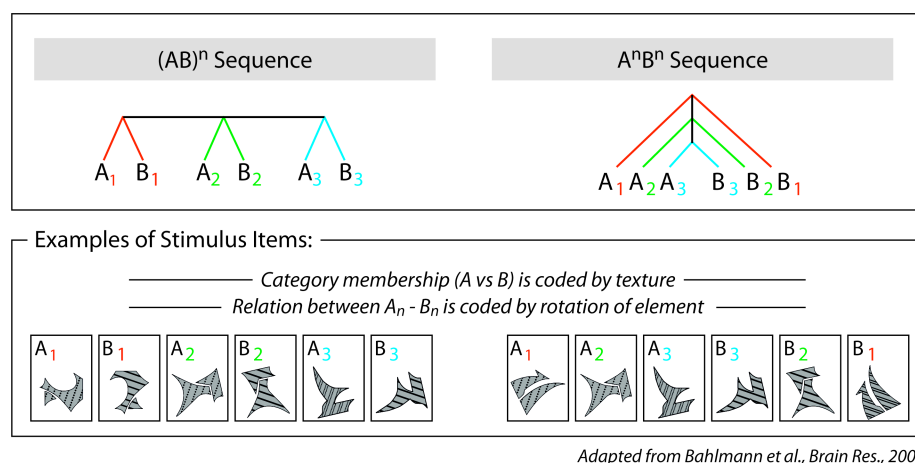 (AB)ⁿ Sequence
AⁿBⁿ Sequence
A₁ B₁ A₂ B₂ A₃ B₃
A₁ A₂ A₃ B₃ B₂ B₁
Examples of Stimulus Items:
Category membership (A vs B) is coded by texture
Relation between Aₙ - Bₙ is coded by rotation of element
A₁ B₁ A₂ B₂ A₃ B₃
A₁ A₂ A₃ B₃ B₂ B₁
Adapted from Bahlmann et al., Brain Res., 200